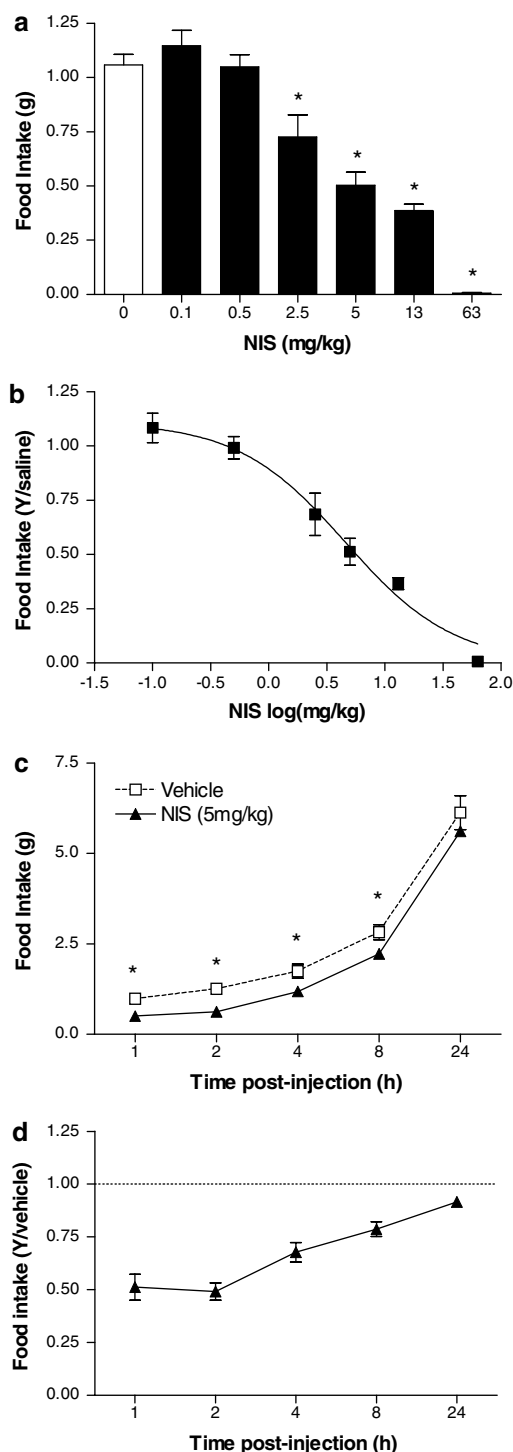 a
1.25
*
1.00
*
0.75
*
0.50
*
0.25
0.00
Food Intake (g)
0 0.1 0.5 2.5 5 13 63
NIS (mg/kg)
b
1.25
1.00
0.75
0.50
0.25
0.00
Food Intake (Y/saline)
-1.5 -1.0 -0.5 0.0 0.5 1.0 1.5 2.0
NIS log(mg/kg)
c
7.5
Vehicle
NIS (5mg/kg)
5.0
* * * *
2.5
0.0
Food Intake (g)
1 2 4 8 24
Time post-injection (h)
d
1.25
1.00
0.75
0.50
0.25
0.00
Food intake (Y/vehicle)
1 2 4 8 24
Time post-injection (h)